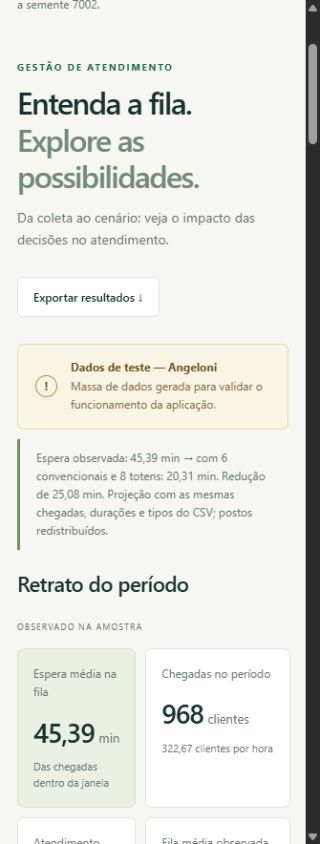 a semente 7002.
GESTÃO DE ATENDIMENTO
Entenda a fila.
Explore as
possibilidades.
Da coleta ao cenário: veja o impacto das
decisões no atendimento.
Exportar resultados ↓
!
Dados de teste — Angeloni
Massa de dados gerada para validar o
funcionamento da aplicação.
Espera observada: 45,39 min → com 6
convencionais e 8 totens: 20,31 min. Redução
de 25,08 min. Projeção com as mesmas
chegadas, durações e tipos do CSV; postos
redistribuídos.
Retrato do período
OBSERVADO NA AMOSTRA
Espera média na
fila
45,39 min
Das chegadas
dentro da janela
Chegadas no período
968 clientes
322,67 clientes por hora
Atendimento
Fila média observada